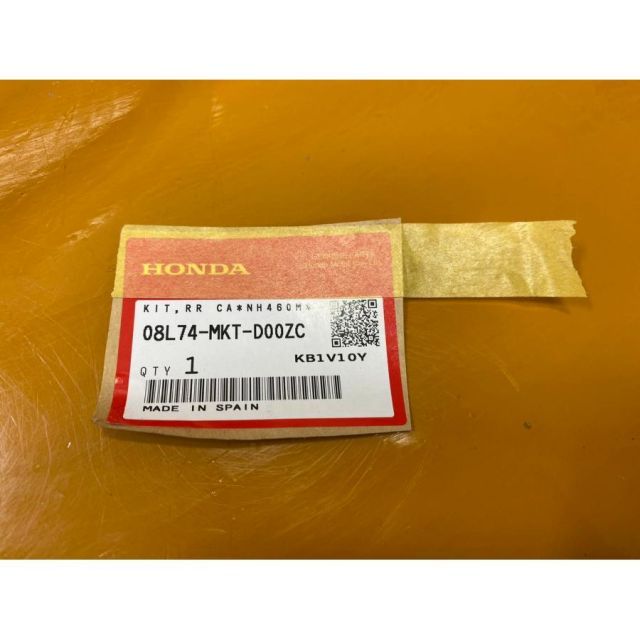 HONDA
KIT,RR CA*NH460M*
08L74-MKT-D00ZC
KB1V10Y
QTY 1
MADE IN SPAIN